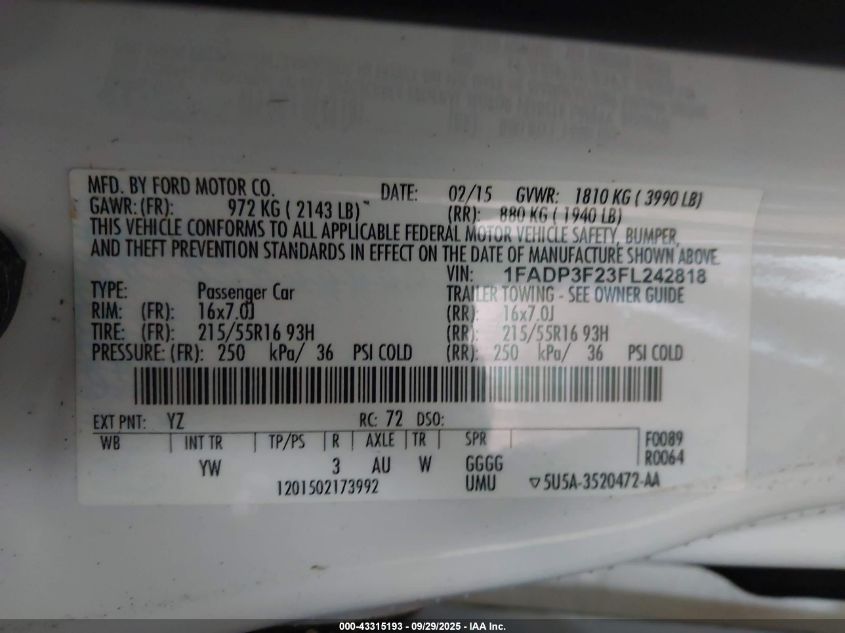 MFD. BY FORD MOTOR CO. DATE: 02/15 GVWR: 1810 KG ( 3990 LB)
GAWR: (FR): 972 KG ( 2143 LB) (RR): 880 KG ( 1940 LB)
THIS VEHICLE CONFORMS TO ALL APPLICABLE FEDERAL MOTOR VEHICLE SAFETY, BUMPER,
AND THEFT PREVENTION STANDARDS IN EFFECT ON THE DATE OF MANUFACTURE SHOWN ABOVE.
VIN: 1FADP3F23FL242818
TYPE: Passenger Car TRAILER TOWING - SEE OWNER GUIDE
RIM: (FR): 16x7.0J (RR): 16x7.0J
TIRE: (FR): 215/55R16 93H (RR): 215/55R16 93H
PRESSURE: (FR): 250 kPa/ 36 PSI COLD (RR): 250 kPa/ 36 PSI COLD
EXT PNT: YZ RC: 72 DSO:
WB INT TR TP/PS R AXLE TR SPR F0089
YW 3 AU W GGGG R0064
1201502173992 UMU ▽5U5A-3520472-AA
000-43315193 - 09/29/2025 - IAA Inc.